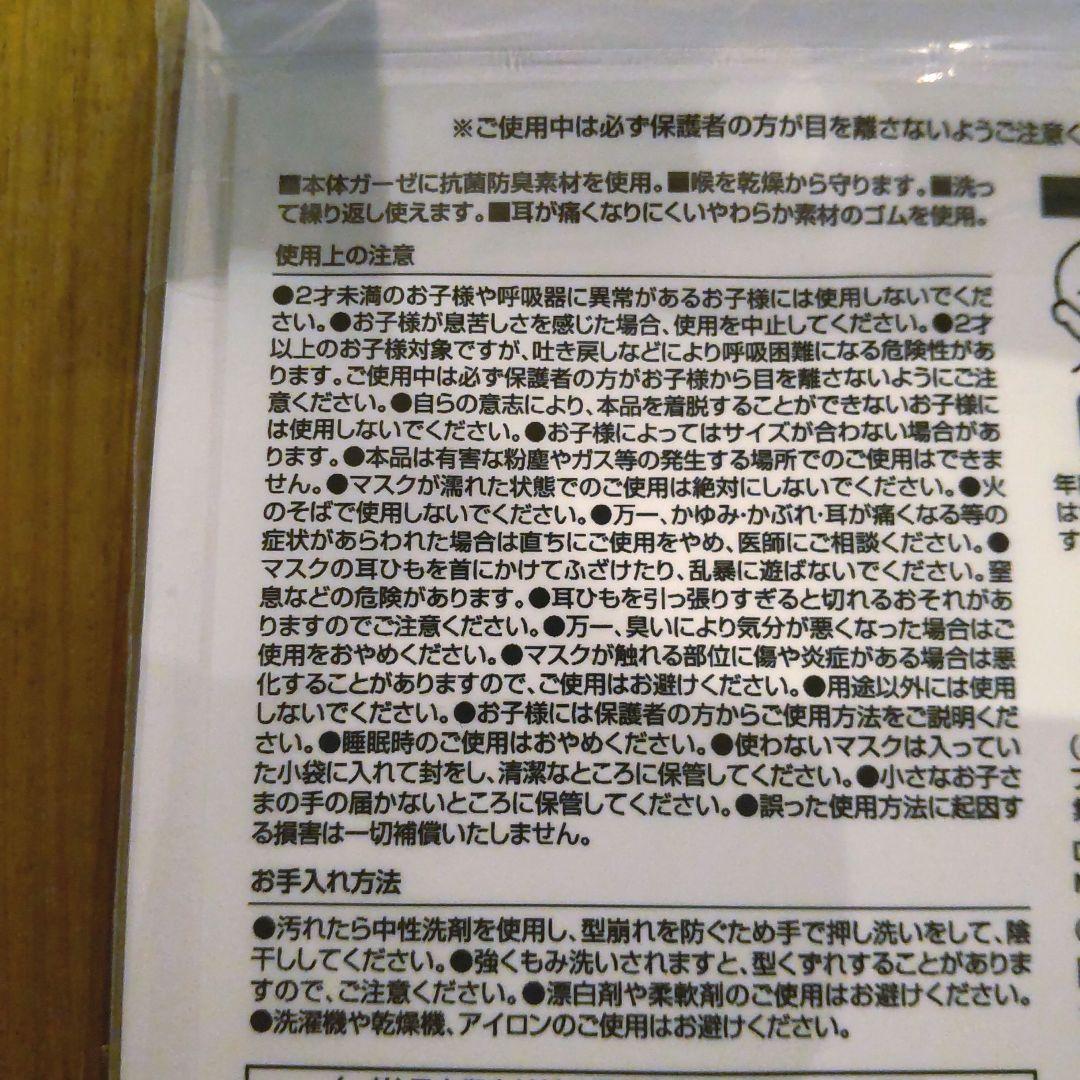 ※ご使用中は必ず保護者の方が目を離さないようご注意く
■本体ガーゼに抗菌防臭素材を使用。■喉を乾燥から守ります。■洗っ
て繰り返し使えます。■耳が痛くなりにくいやわらか素材のゴムを使用。
使用上の注意
●2才未満のお子様や呼吸器に異常があるお子様には使用しないでくだ
さい。●お子様が息苦しさを感じた場合、使用を中止してください。●2才
以上のお子様対象ですが、吐き戻しなどにより呼吸困難になる危険性があ
ります。ご使用中は必ず保護者の方がお子様から目を離さないようにご注
意ください。●自らの意志により、本品を着脱することができないお子様に
は使用しないでください。●お子様によってはサイズが合わない場合があ
ります。●本品は有害な粉塵やガス等の発生する場所でのご使用はできま
せん。●マスクが濡れた状態でのご使用は絶対にしないでください。●火
のそばで使用しないでください。●万一、かゆみ・かぶれ・耳が痛くなる等の
症状があらわれた場合は直ちにご使用をやめ、医師にご相談ください。●
マスクの耳ひもを首にかけてふざけたり、乱暴に遊ばないでください。窒
息などの危険があります。●耳ひもを引っ張りすぎると切れるおそれがあ
りますのでご注意ください。●万一、臭いにより気分が悪くなった場合はご
使用をおやめください。●マスクが触れる部位に傷や炎症がある場合は悪
化することがありますので、ご使用はお避けください。●用途以外には使用
しないでください。●お子様には保護者の方からご使用方法をご説明くだ
さい。●睡眠時のご使用はおやめください。●使わないマスクは入ってい
た小袋に入れて封をし、清潔なところに保管してください。●小さなお子さ
まの手の届かないところに保管してください。●誤った使用方法に起因す
る損害は一切補償いたしません。
お手入れ方法
●汚れたら中性洗剤を使用し、型崩れを防ぐため手で押し洗いをして、陰
干ししてください。●強くもみ洗いされますと、型くずれすることがありま
すので、ご注意ください。●漂白剤や柔軟剤のご使用はお避けください。
●洗濯機や乾燥機、アイロンのご使用はお避けください。
年
は
す